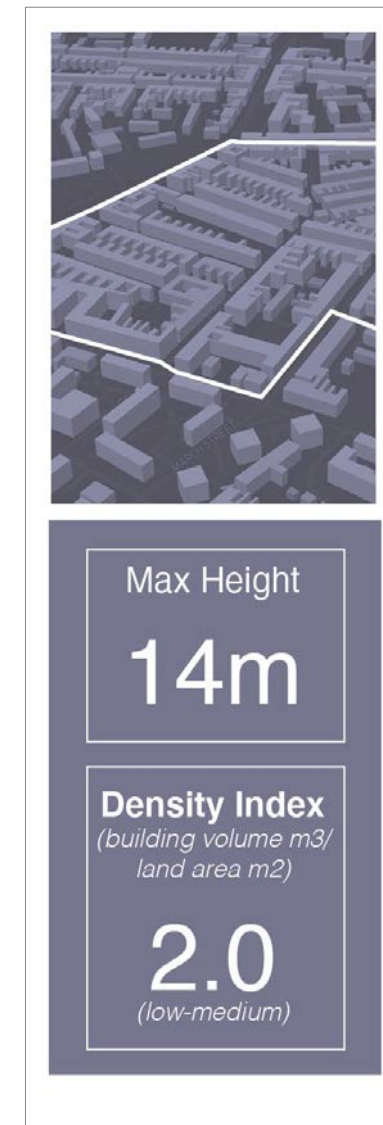 Max Height
14m
Density Index
(building volume m3/
land area m2)
2.0
(low-medium)